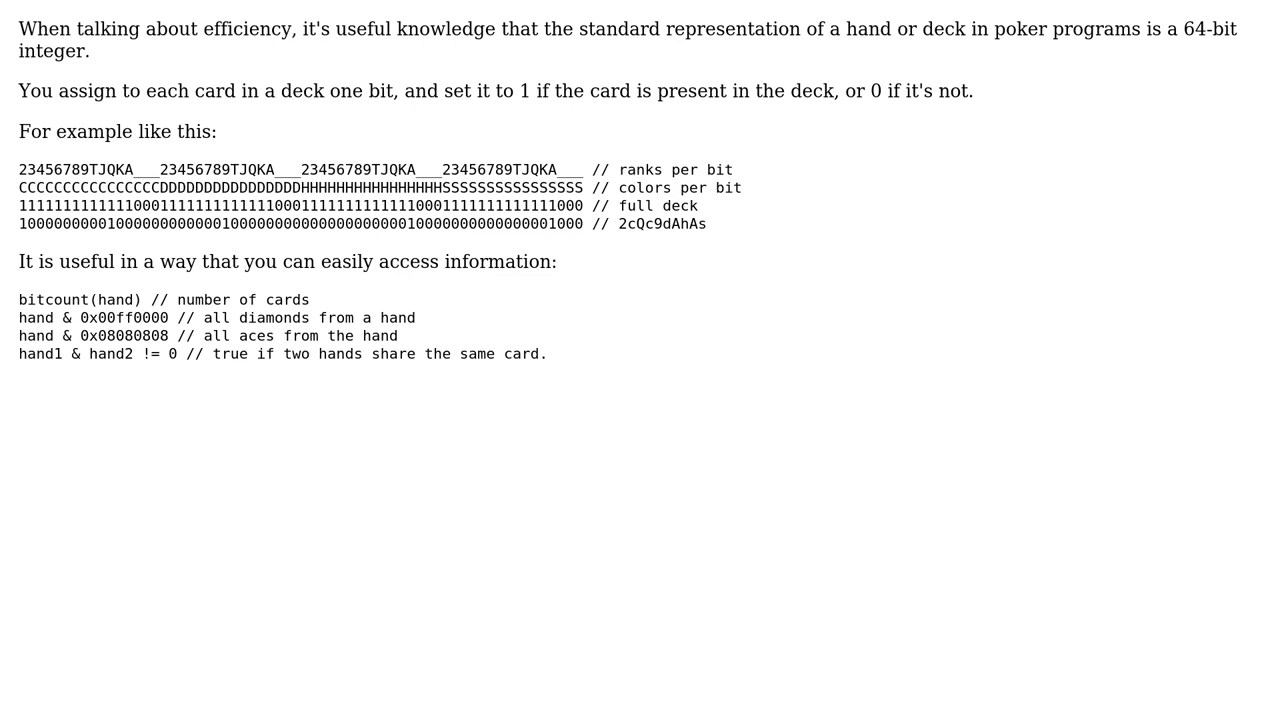 When talking about efficiency, it's useful knowledge that the standard representation of a hand or deck in poker programs is a 64-bit
integer.
You assign to each card in a deck one bit, and set it to 1 if the card is present in the deck, or 0 if it's not.
For example like this:
23456789TJQKA___23456789TJQKA___23456789TJQKA___23456789TJQKA___ // ranks per bit
CCCCCCCCCCCCCCCCDDDDDDDDDDDDDDDDHHHHHHHHHHHHHHHHSSSSSSSSSSSSSSSS // colors per bit
1111111111111000111111111111100011111111111110001111111111111000 // full deck
1000000000100000000000010000000000000000000010000000000000001000 // 2cQc9dAhAs
It is useful in a way that you can easily access information:
bitcount(hand) // number of cards
hand & 0x00ff0000 // all diamonds from a hand
hand & 0x08080808 // all aces from the hand
hand1 & hand2 != 0 // true if two hands share the same card.